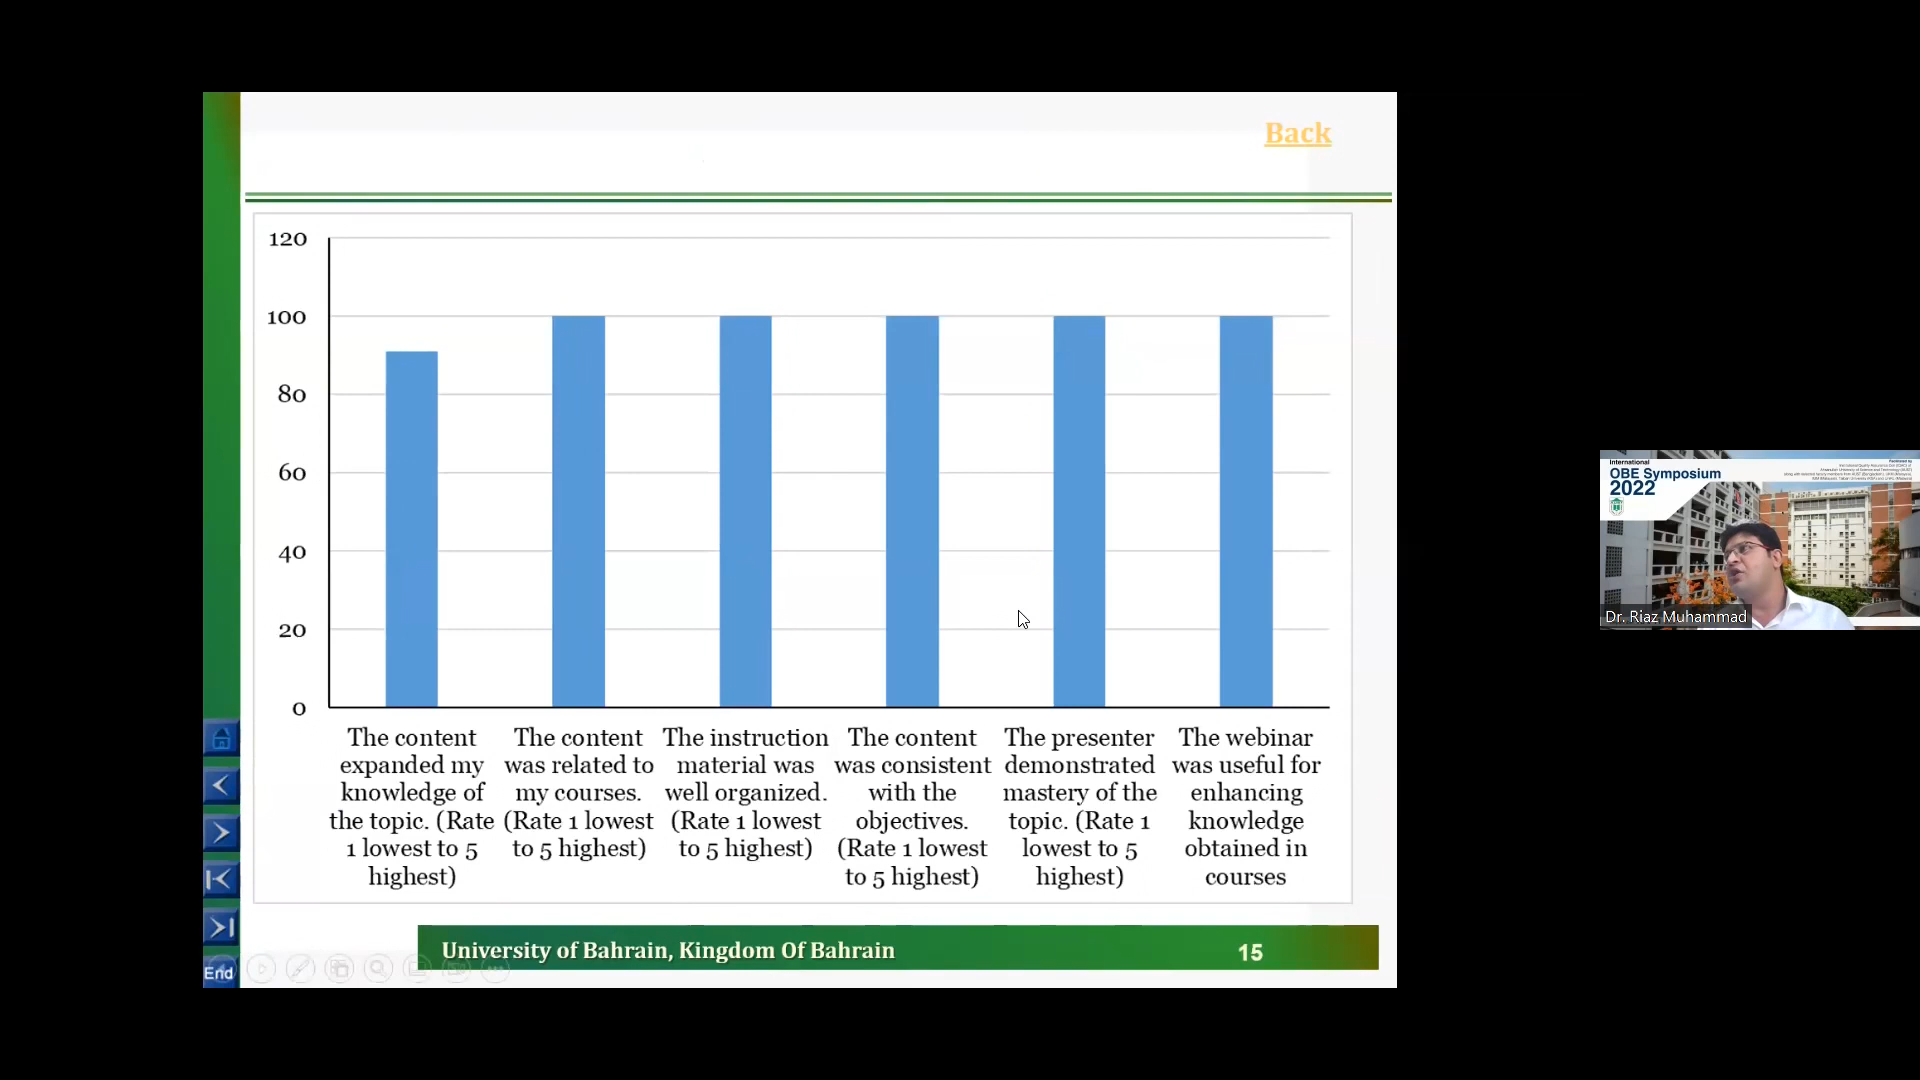 Back
120
100
80
60
40
20
0
The content
expanded my
knowledge of
the topic. (Rate
1 lowest to 5
highest)
The content
was related to
my courses.
(Rate 1 lowest
to 5 highest)
The instruction
material was
well organized.
(Rate 1 lowest
to 5 highest)
The content
was consistent
with the
objectives.
(Rate 1 lowest
to 5 highest)
The presenter
demonstrated
mastery of the
topic. (Rate 1
lowest to 5
highest)
The webinar
was useful for
enhancing
knowledge
obtained in
courses
End
University of Bahrain, Kingdom Of Bahrain
15
International
OBE Symposium
2022
Dr. Riaz Muhammad